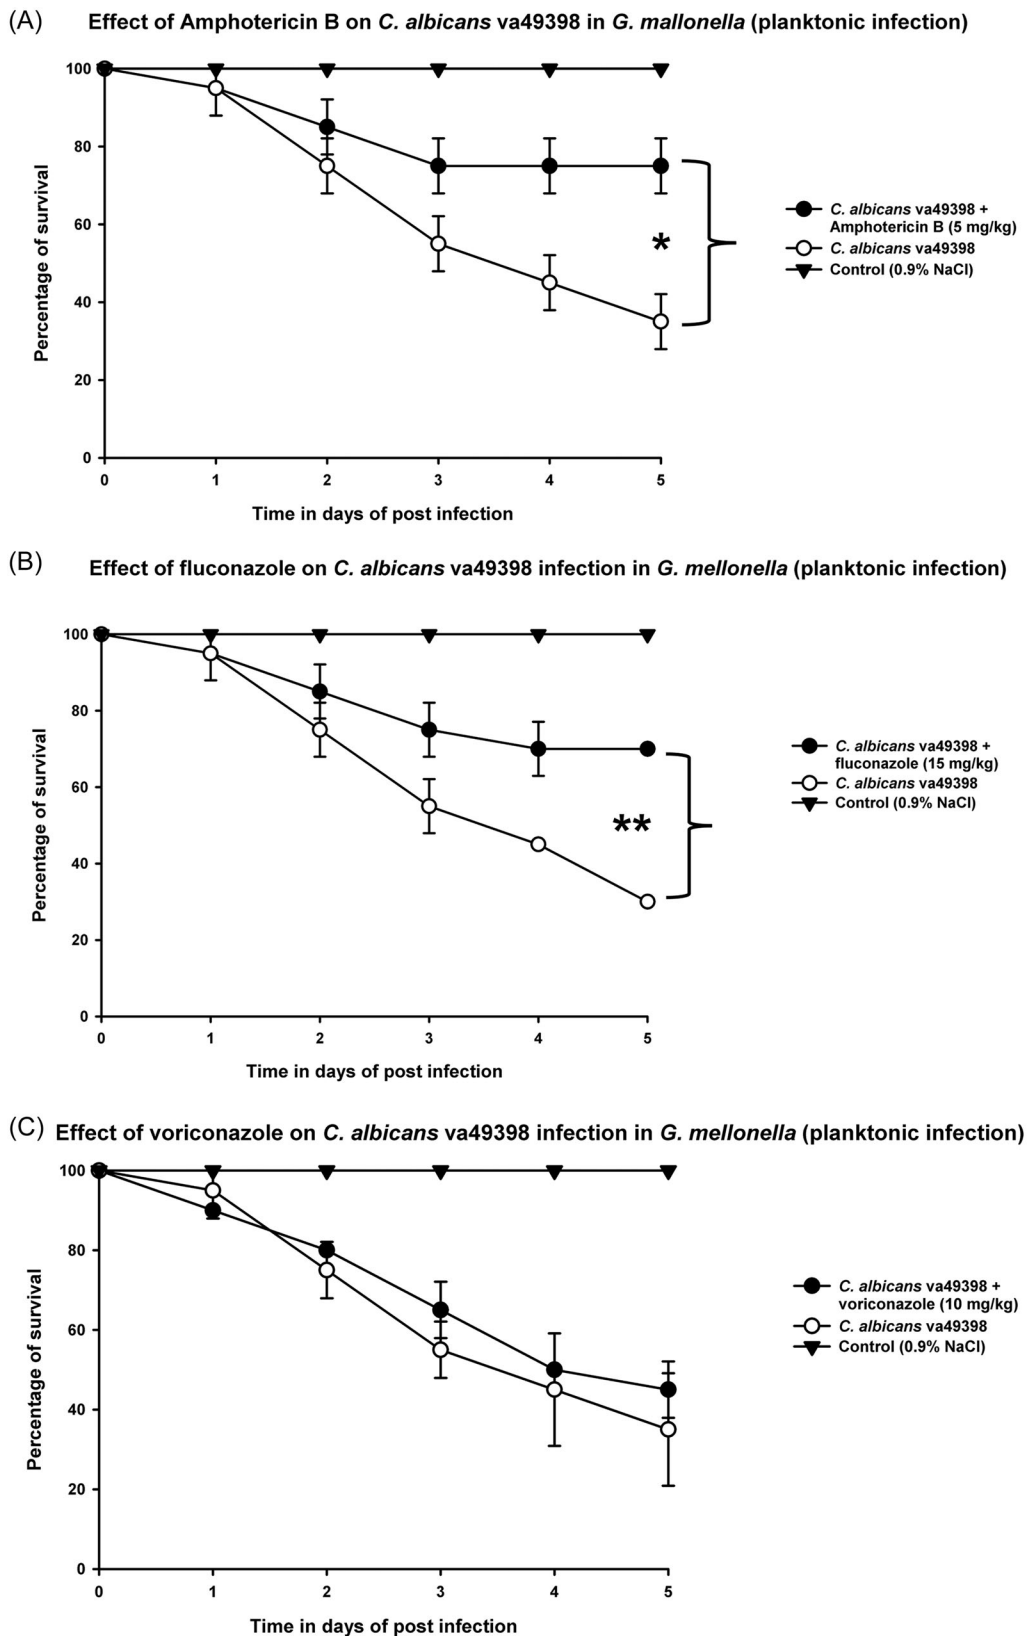 (A)
Effect of Amphotericin B on C. albicans va49398 in G. mallonella (planktonic infection)
100
80
60
40
20
0
Percentage of survival
0 1 2 3 4 5
Time in days of post infection
*
C. albicans va49398 +
Amphotericin B (5 mg/kg)
C. albicans va49398
Control (0.9% NaCl)
(B)
Effect of fluconazole on C. albicans va49398 infection in G. mellonella (planktonic infection)
100
80
60
40
20
0
Percentage of survival
0 1 2 3 4 5
Time in days of post infection
**
C. albicans va49398 +
fluconazole (15 mg/kg)
C. albicans va49398
Control (0.9% NaCl)
(C)
Effect of voriconazole on C. albicans va49398 infection in G. mellonella (planktonic infection)
100
80
60
40
20
0
Percentage of survival
0 1 2 3 4 5
Time in days of post infection
C. albicans va49398 +
voriconazole (10 mg/kg)
C. albicans va49398
Control (0.9% NaCl)